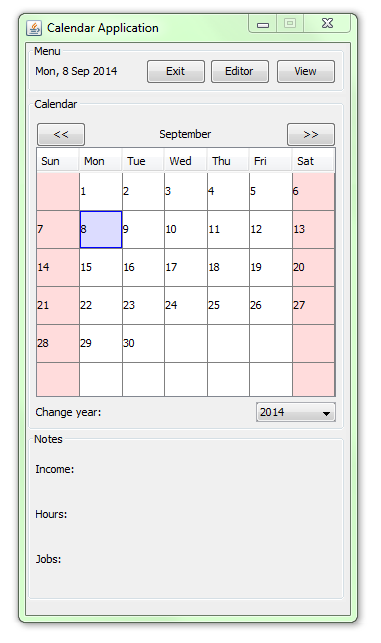 Calendar Application
Menu
Mon, 8 Sep 2014 Exit Editor View
Calendar
<< September >>
Sun Mon Tue Wed Thu Fri Sat
1 2 3 4 5 6
7 8 9 10 11 12 13
14 15 16 17 18 19 20
21 22 23 24 25 26 27
28 29 30
Change year: 2014
Notes
Income:
Hours:
Jobs: